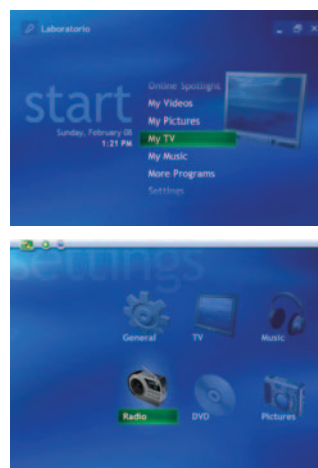 Laboratorio
Online Spotlight
start
My Videos
My Pictures
Sunday, February 08
My TV
1:21 PM
My Music
More Programs
Settings
settings
General TV Music
Radio DVD Pictures